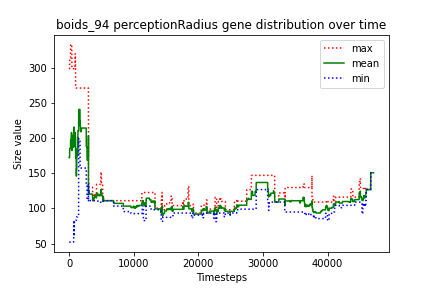 boids_94 perceptionRadius gene distribution over time
max
mean
min
Size value
300
250
200
150
100
50
0
10000
20000
30000
40000
Timesteps